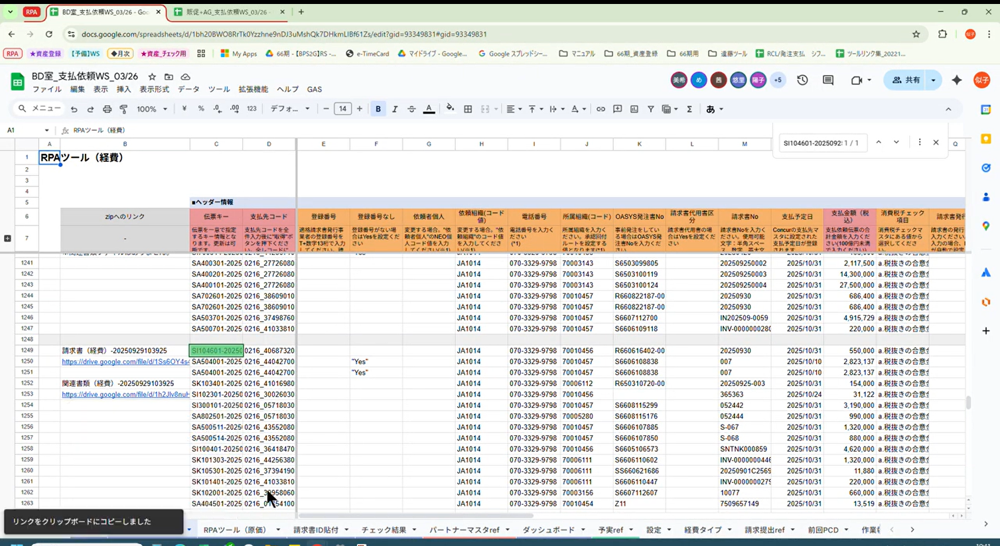 RPA
BD室_支払依頼WS_03/26 - Goo
販促+AG_支払依頼WS_03/26 -
docs.google.com/spreadsheets/d/1bh20BWO8RrTk0Yzzhne9nDJ3uMshQk7DHkmLIBf61Zs/edit?gid=93349831#gid=93349831
RPA ★資産登録 【予備】WS ◆月次 ★資産_チェック用 My Apps 66期 - 【BPS2G】RS -... e-TimeCard マイドライブ - Google... Google スプレッドシー... マニュアル 66期_資産登録 66期用 遠藤ツール RCL/発注支払 シフ... ツールリンク集_20221...
BD室_支払依頼WS_03/26
ファイル 編集 表示 挿入 表示形式 データ ツール 拡張機能 ヘルプ GAS
美希 め 茜 悠里 陽子 +5 共有 似子
メニュー 100% ¥ % .0 .00 123 デフォ... 14 B I あ
A1 RPAツール（経費）
SI104601-2025092 1 / 1
A B C D E F G H I J K L M Q
1 RPAツール（経費）
2
3
4
5 ■ヘッダー情報
6 zipへのリンク 伝票キー 支払先コード 登録番号 登録番号なし 依頼者個人 依頼組織(コード値) 電話番号 所属組織(コード) OASYS発注書No 請求書代用書区分 請求書No 支払予定日 支払金額（税込） 消費税チェック項目 請求書発行
7 -
伝票を一意で指定するキー情報となります。更新は可能です。
支払先コードを全件入力後に"取得"ボタンを押下くださ
適格請求書発行事業者の登録番号をT+数字13桁で入力
登録番号がない場合はYesを設定ください
変更する場合。"依頼者個人"のNEO個人コード値を入力
変更する場合。"依頼組織"のコード値を入力してください
電話番号を入力ください(*1)
所属組織を入力ください。承認回付ルートを設定する
事前発注をしている場合はOASYS発注書Noを入力ください。
請求書代用の場合はYesを設定ください
請求書Noを入力ください。使用可能文字：半角スペー
Concurの支払先マスタに設定された支払予定日が登録されます。
支払依頼伝票の合計金額を入力ください(100億円未満で入力ください)
消費税チェックマスタにある値から選択してください。
1241 SA400301-2025 0216_27726080 JA1014 070-3329-9798 70003143 S6503099805 202509250002 2025/10/31 2,117,500 a.税抜きの合意金
1242 SA400201-2025 0216_27726080 JA1014 070-3329-9798 70003143 S6503100119 202509250003 2025/10/31 14,300,000 a.税抜きの合意金
1243 SA400101-2025 0216_27726080 JA1014 070-3329-9798 70003143 S6503100124 202509250004 2025/10/31 27,500,000 a.税抜きの合意金
1244 SA702601-2025 0216_38609010 JA1014 070-3329-9798 70010457 R660822187-00 20250930 2025/10/31 686,400 a.税抜きの合意金
1245 SA702601-2025 0216_38609010 JA1014 070-3329-9798 70010457 R660822187-00 20250930 2025/10/31 686,400 a.税抜きの合意金
1246 SA503701-2025 0216_37498760 JA1014 070-3329-9798 70010457 S6607112700 IN202509-0059 2025/10/31 4,915,729 a.税抜きの合意金
1247 SA500701-2025 0216_41033810 JA1014 070-3329-9798 70010457 S6606109118 INV-0000000280 2025/10/31 220,000 a.税抜きの合意金
1248
1249 請求書（経費）-20250929103925 SI104601-20250 0216_40687320 JA1014 070-3329-9798 70010456 R660616402-00 20250930 2025/10/31 550,000 a.税抜きの合意金
1250 https://drive.google.com/file/d/1Ss6OY4s SA504001-2025 0216_44042700 "Yes" JA1014 070-3329-9798 70010457 S6606108838 007 2025/10/10 2,823,137 a.税抜きの合意金
1251 SA504001-2025 0216_44042700 "Yes" JA1014 070-3329-9798 70010457 S6606108838 007 2025/10/10 2,823,137 a.税抜きの合意金
1252 関連書類（経費）-20250929103925 SK103401-2025 0216_41016980 JA1014 070-3329-9798 70006112 R650310720-00 20250925-003 2025/10/31 154,000 a.税抜きの合意金
1253 https://drive.google.com/file/d/1h2JIv8nuH SI102301-2025 0216_30026030 JA1014 070-3329-9798 70010456 365363 2025/10/24 31,122 a.税抜きの合意金
1254 SI300101-20250 0216_05718030 JA1014 070-3329-9798 70010457 S6608115299 052442 2025/10/31 3,190,000 a.税抜きの合意金
1255 SA802501-2025 0216_05718030 JA1014 070-3329-9798 70005280 S6608115176 052444 2025/10/31 990,000 a.税抜きの合意金
1256 SA500511-2025 0216_43552080 JA1014 070-3329-9798 70010457 S6606107885 S-067 2025/10/31 1,320,000 a.税抜きの合意金
1257 SA500514-2025 0216_43552080 JA1014 070-3329-9798 70010457 S6606107850 S-068 2025/10/31 880,000 a.税抜きの合意金
1258 SI100401-20250 0216_36418470 JA1014 070-3329-9798 70010456 S6605106573 SNTNK000859 2025/10/31 4,620,000 a.税抜きの合意金
1259 SK101303-2025 0216_44256380 JA1014 070-3329-9798 70006111 S6606110602 INV-0000000446 2025/10/31 1,320,000 a.税抜きの合意金
1260 SK105301-2025 0216_37394190 JA1014 070-3329-9798 70006111 SS660621686 20250901C2569 2025/10/31 11,880 a.税抜きの合意金
1261 SK101401-2025 0216_41033810 JA1014 070-3329-9798 70006111 S6606110447 INV-0000000279 2025/10/31 220,000 a.税抜きの合意金
1262 SK102001-2025 JA1014 070-3329-9798 70003156 S6607112607 10077 2025/10/31 660,000 a.税抜きの合意金
1263 SA404501-2025 JA1014 070-3329-9798 70010454 Z11 7509657149 2025/10/31 13,519 a.税抜きの合意金
リンクをクリップボードにコピーしました
RPAツール（原価） 請求書ID貼付 チェック結果 パートナーマスタref ダッシュボード 予実ref 設定 経費タイプ 請求提出ref 前回PCD